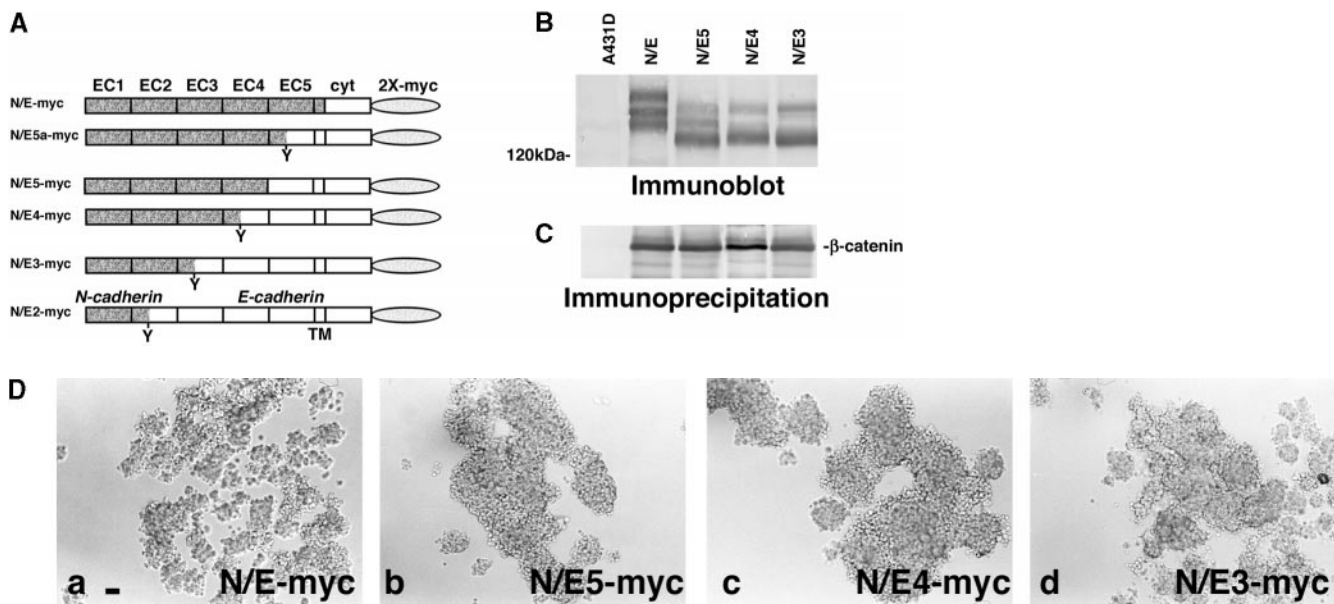 A
EC1 EC2 EC3 EC4 EC5 cyt 2X-myc
N/E-myc
N/E5a-myc
Y
N/E5-myc
N/E4-myc
Y
N/E3-myc
Y
N-cadherin E-cadherin
N/E2-myc
Y TM
B
A431D N/E N/E5 N/E4 N/E3
120kDa-
Immunoblot
C
-β-catenin
Immunoprecipitation
D
a N/E-myc
b N/E5-myc
c N/E4-myc
d N/E3-myc